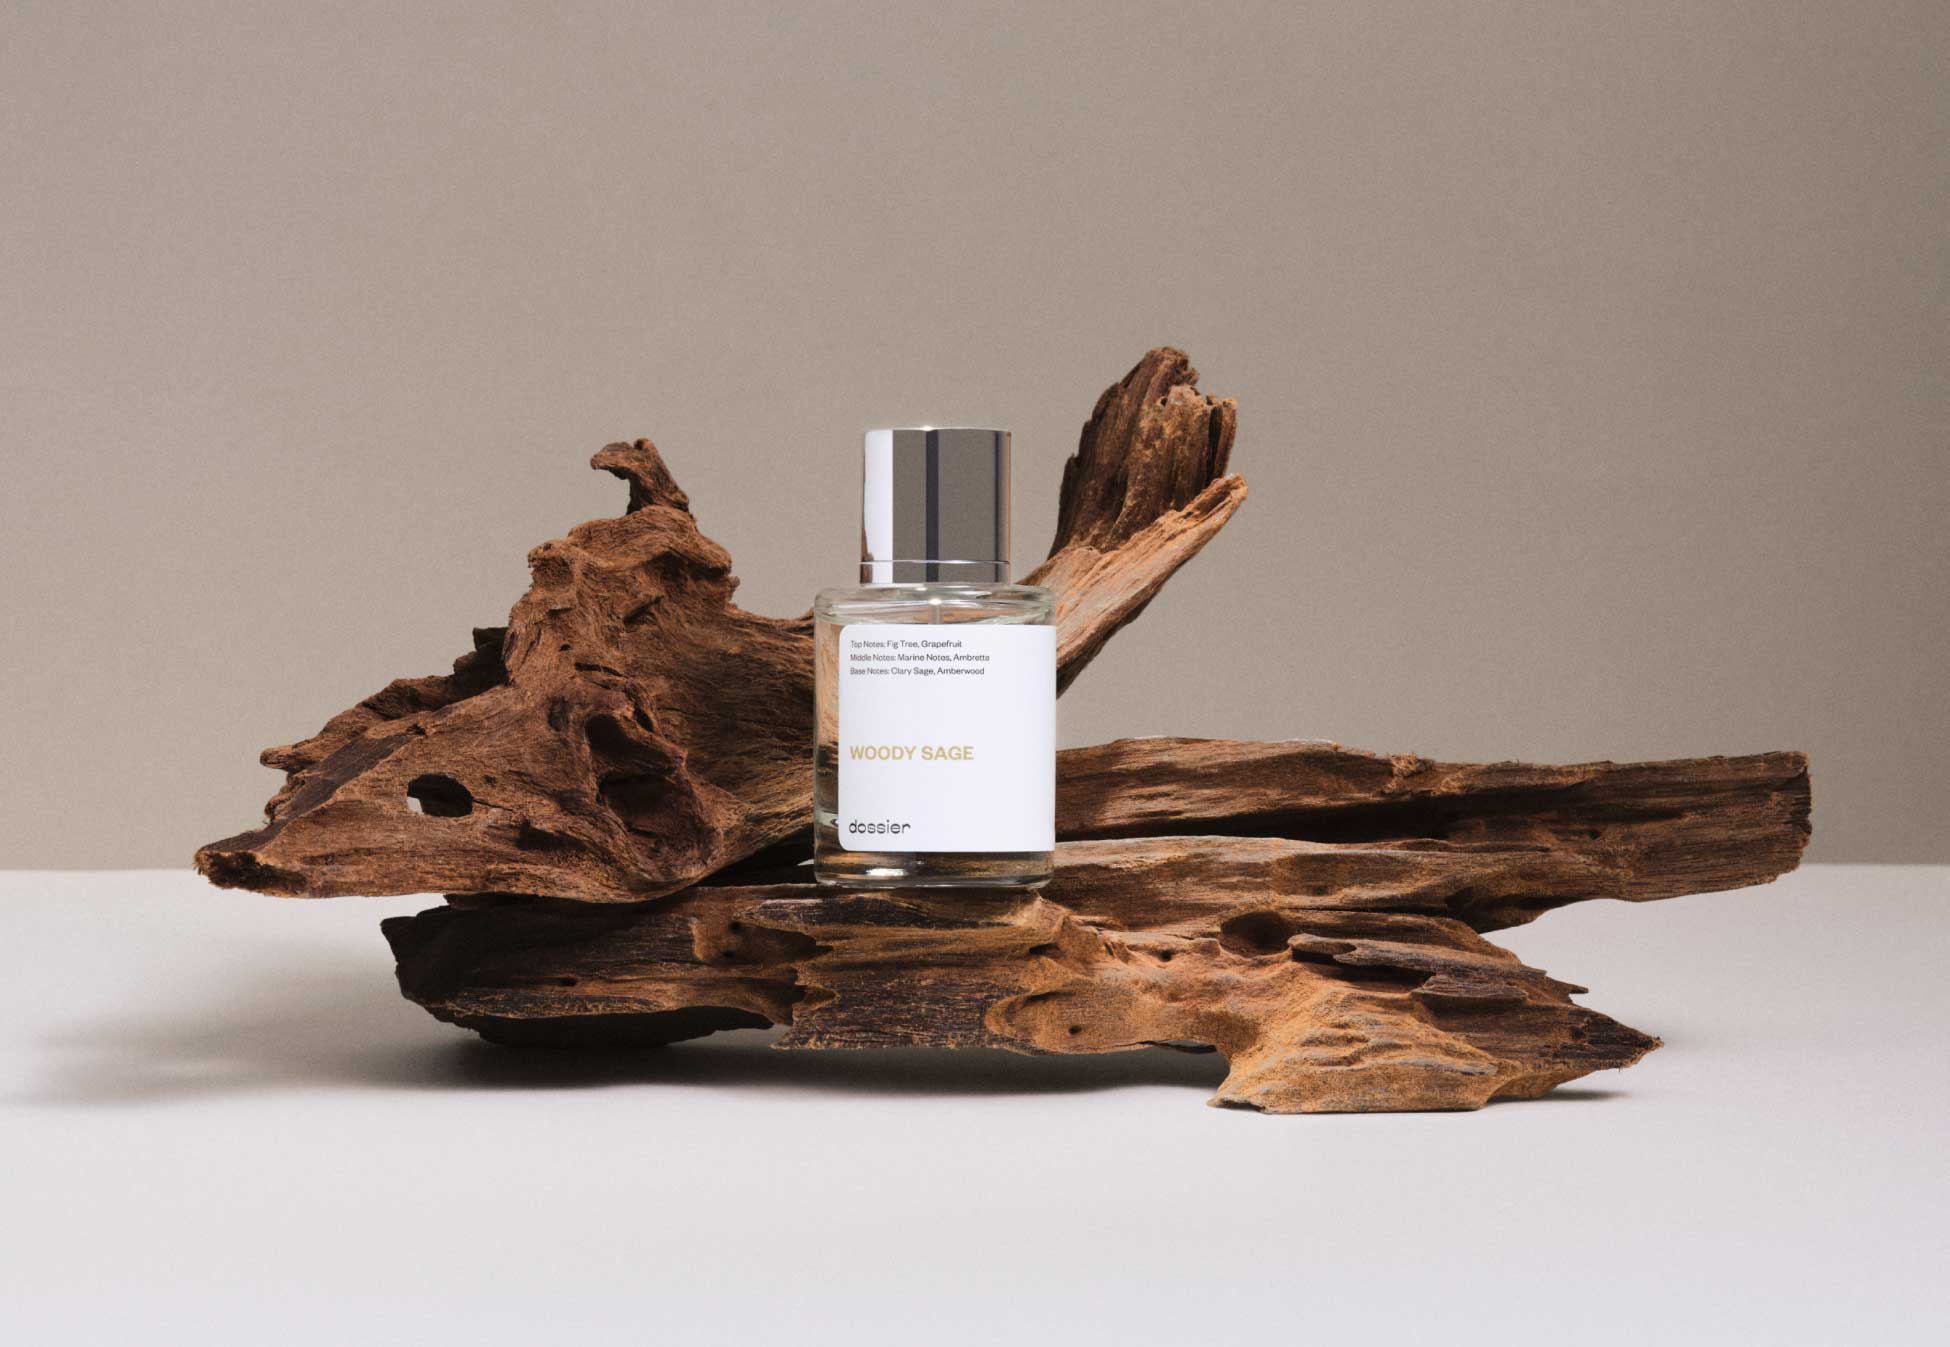 Top Notes: Fig Tree, Grapefruit
Middle Notes: Marine Notes, Ambrette
Base Notes: Clary Sage, Amberwood
WOODY SAGE
dossier